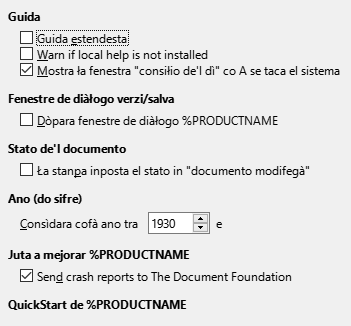 Guida
Guida estendesta
Warn if local help is not installed
Mostra ła fenestra "consiłio de'l dì" co A se taca el sistema
Fenestre de diàłogo verzi/salva
Dòpara fenestre de diàłogo %PRODUCTNAME
Stato de'l documento
Ła stanpa inposta el stato in "documento modifegà"
Ano (do sifre)
Consìdara cofà ano tra 1930 e
Juta a mejorar %PRODUCTNAME
Send crash reports to The Document Foundation
QuickStart de %PRODUCTNAME